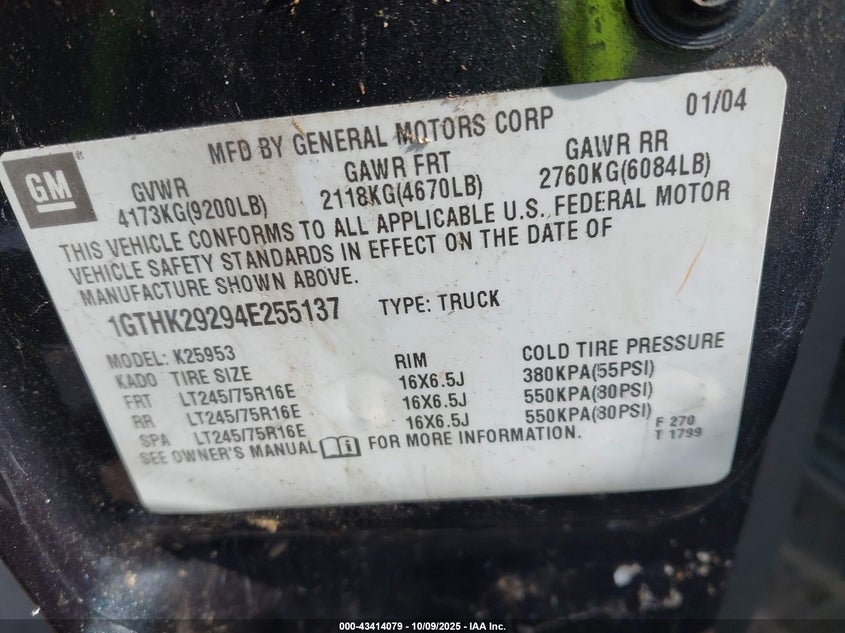 MFD BY GENERAL MOTORS CORP 01/04
GM
GVWR GAWR FRT GAWR RR
4173KG(9200LB) 2118KG(4670LB) 2760KG(6084LB)
THIS VEHICLE CONFORMS TO ALL APPLICABLE U.S. FEDERAL MOTOR
VEHICLE SAFETY STANDARDS IN EFFECT ON THE DATE OF
MANUFACTURE SHOWN ABOVE.
1GTHK29294E255137 TYPE: TRUCK
MODEL: K25953
KADO TIRE SIZE RIM COLD TIRE PRESSURE
FRT LT245/75R16E 16X6.5J 380KPA(55PSI)
RR LT245/75R16E 16X6.5J 550KPA(80PSI)
SPA LT245/75R16E 16X6.5J 550KPA(80PSI)
SEE OWNER'S MANUAL FOR MORE INFORMATION.
F 270
T 1799
000-43414079 - 10/09/2025 - IAA Inc.